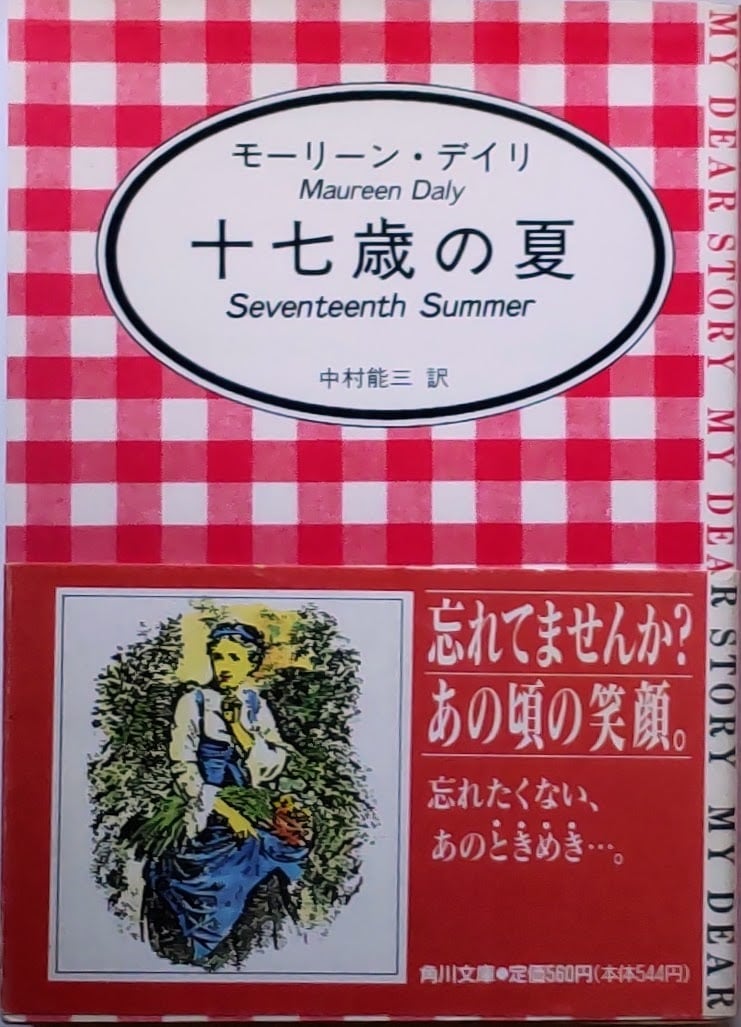 モーリーン・デイリ
Maureen Daly
十七歳の夏
Seventeenth Summer
中村能三 訳
忘れてませんか?
あの頃の笑顔。
忘れたくない、
あのときめき…。
角川文庫●定価560円(本体544円)
MY DEAR STORY MY DEAR STORY MY DEAR